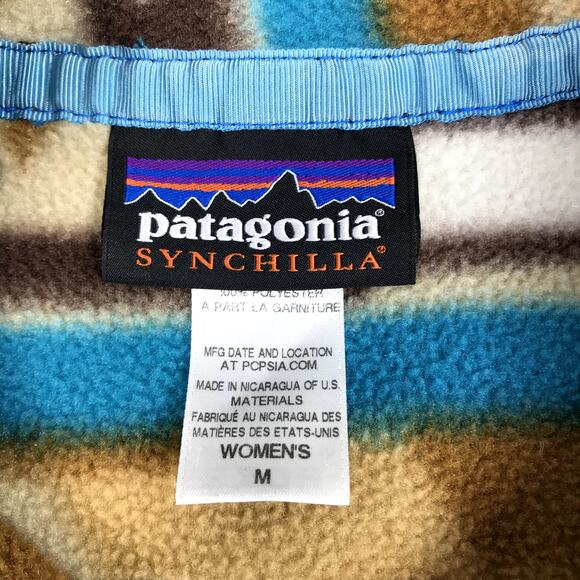 patagonia®
SYNCHILLA®
100% POLYESTER
A PART LA GARNITURE
MFG DATE AND LOCATION
AT PCPSIA.COM
MADE IN NICARAGUA OF U.S.
MATERIALS
FABRIQUÉ AU NICARAGUA DES
MATIÈRES DES ETATS-UNIS
WOMEN'S
M